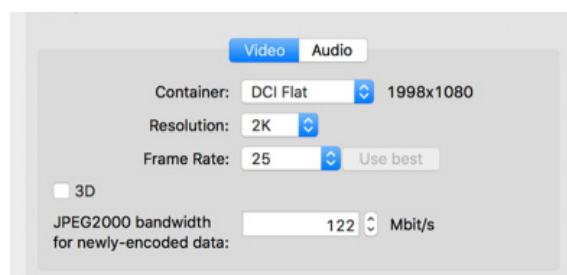 Video Audio
Container: DCI Flat 1998x1080
Resolution: 2K
Frame Rate: 25 Use best
3D
JPEG2000 bandwidth
for newly-encoded data: 122 Mbit/s